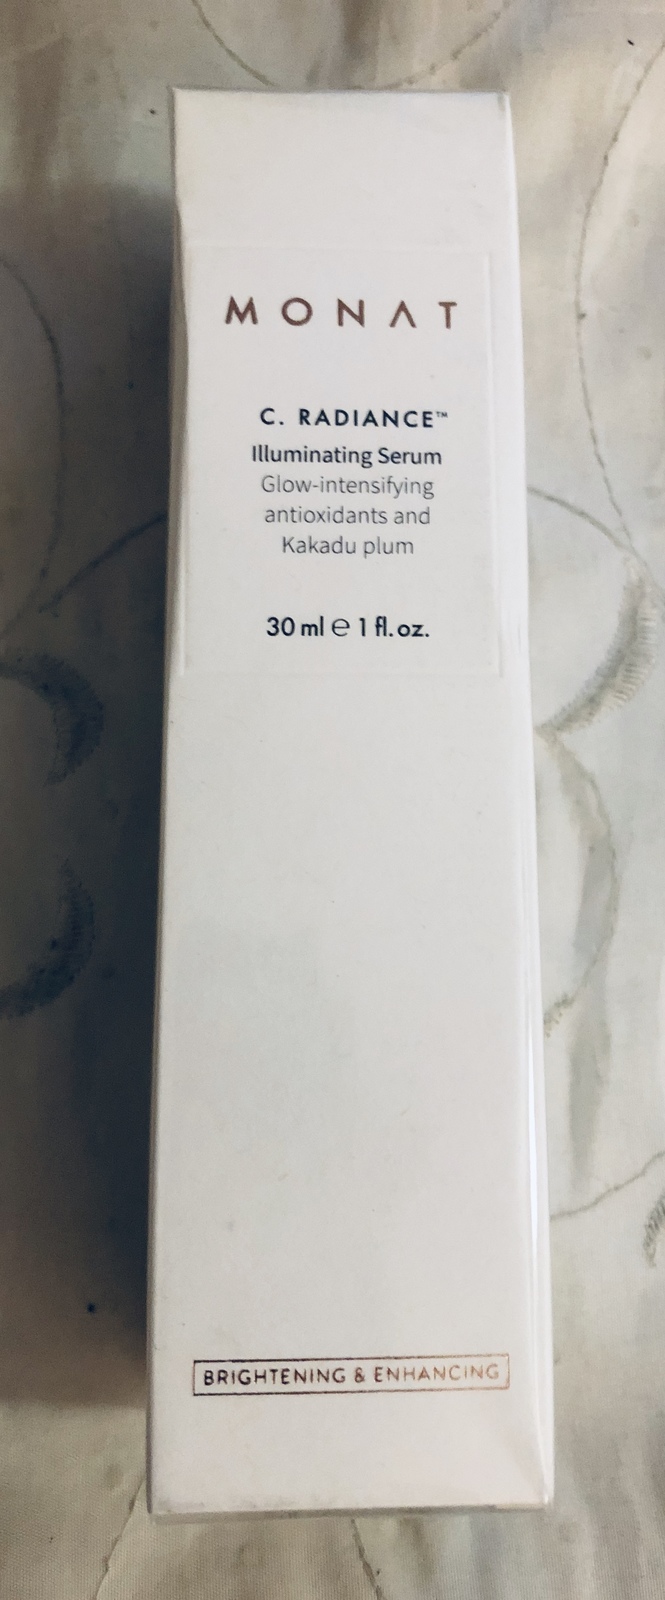 MONAT
C. RADIANCE™
Illuminating Serum
Glow-intensifying
antioxidants and
Kakadu plum
30 ml ℮ 1 fl. oz.
BRIGHTENING & ENHANCING